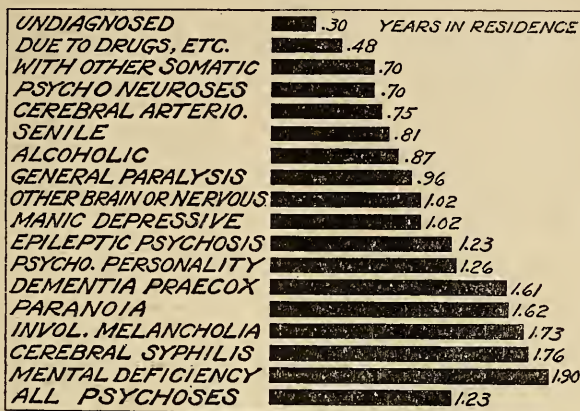 UNDIAGNOSED .30 YEARS IN RESIDENCE
DUE TO DRUGS, ETC. .48
WITH OTHER SOMATIC .70
PSYCHO NEUROSES .70
CEREBRAL ARTERIO. .75
SENILE .81
ALCOHOLIC .87
GENERAL PARALYSIS .96
OTHER BRAIN OR NERVOUS 1.02
MANIC DEPRESSIVE 1.02
EPILEPTIC PSYCHOSIS 1.23
PSYCHO. PERSONALITY 1.26
DEMENTIA PRAECOX 1.61
PARANOIA 1.62
INVOL. MELANCHOLIA 1.73
CEREBRAL SYPHILIS 1.76
MENTAL DEFICIENCY 1.90
ALL PSYCHOSES 1.23